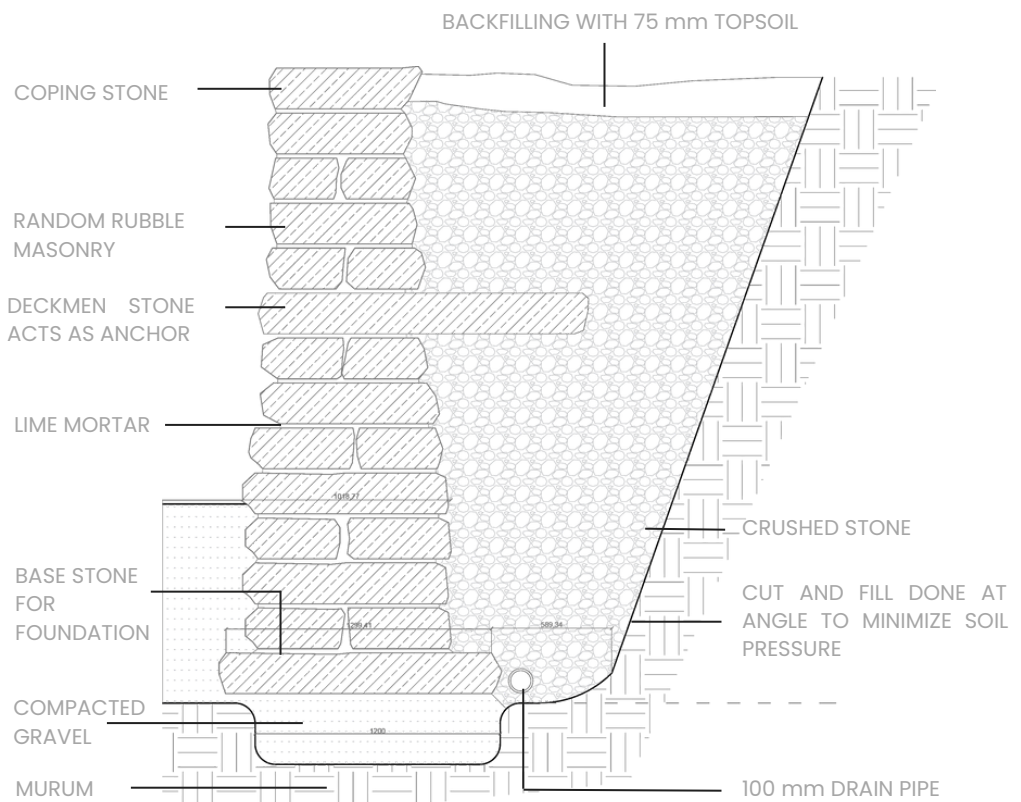 BACKFILLING WITH 75 mm TOPSOIL
COPING STONE
RANDOM RUBBLE
MASONRY
DECKMEN STONE
ACTS AS ANCHOR
LIME MORTAR
1018,77
CRUSHED STONE
BASE STONE
FOR
FOUNDATION
CUT AND FILL DONE AT
ANGLE TO MINIMIZE SOIL
PRESSURE
1299,41
589,34
COMPACTED
GRAVEL
1200
MURUM
100 mm DRAIN PIPE